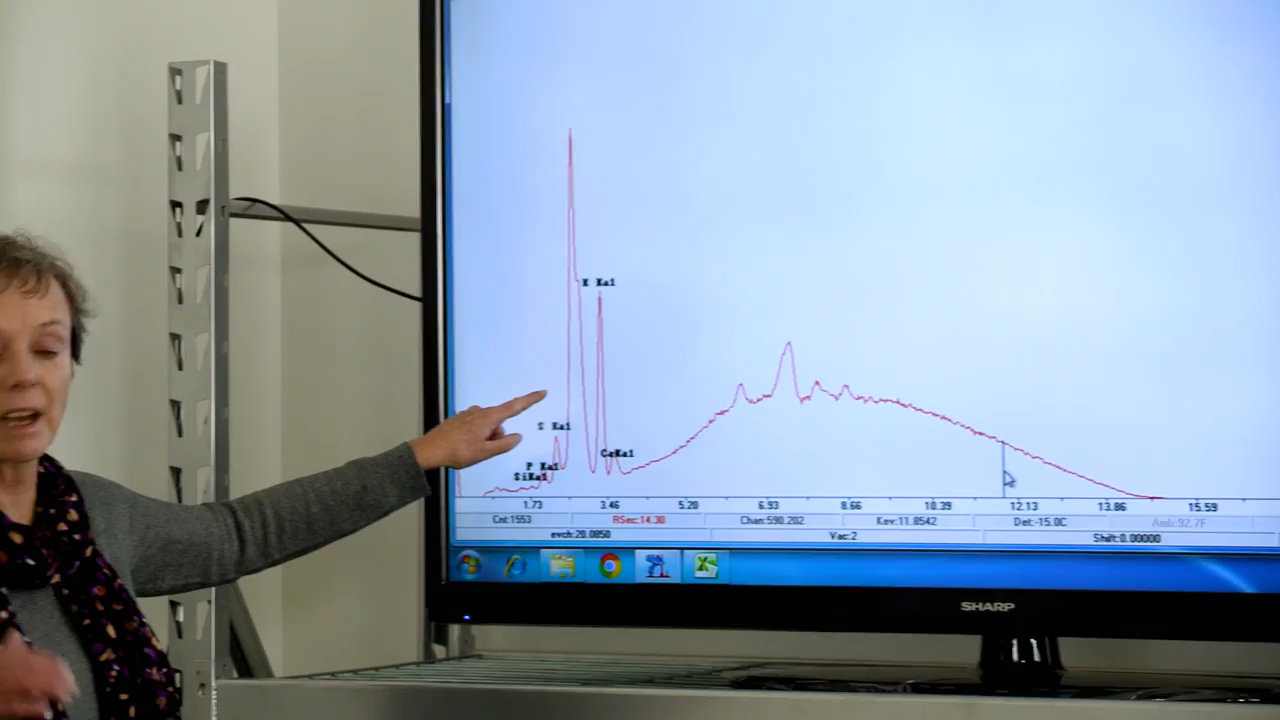 K Ka1
S Ka1
CaKa1
P Ka1
SiKa1
1.73 3.46 5.20 6.93 8.66 10.39 12.13 13.86 15.59
Cnt:1553 RSec:14.30 Chan:590.202 Kev:11.8542 Det:-15.0C Amb:92.7F
evch:20.0850 Vac:2 Shift:0.00000
SHARP